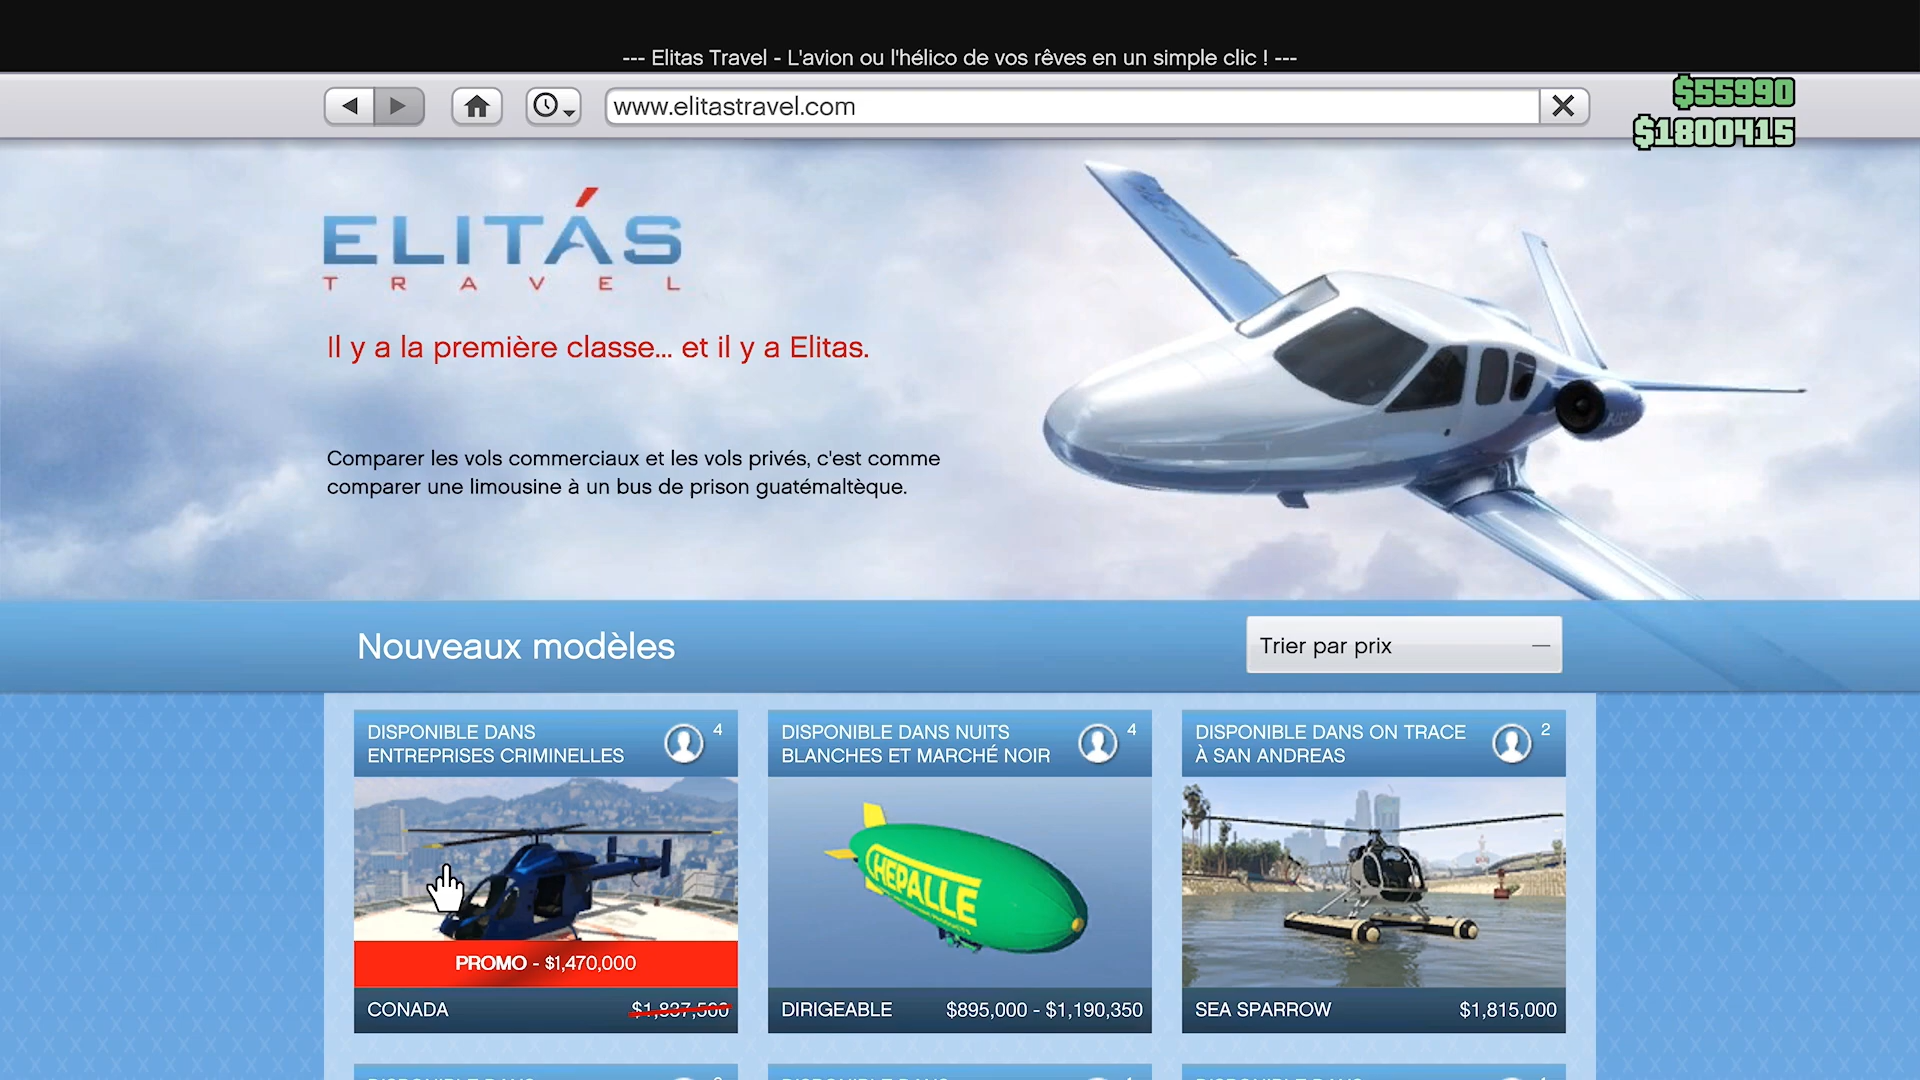 --- Elitas Travel - L'avion ou l'hélico de vos rêves en un simple clic ! ---
www.elitastravel.com
$55990
$1800415
ELITÁS
TRAVEL
Il y a la première classe... et il y a Elitas.
Comparer les vols commerciaux et les vols privés, c'est comme
comparer une limousine à un bus de prison guatémaltèque.
Nouveaux modèles
Trier par prix
DISPONIBLE DANS
ENTREPRISES CRIMINELLES
4
PROMO - $1,470,000
CONADA
$1,837,500
DISPONIBLE DANS NUITS
BLANCHES ET MARCHÉ NOIR
4
HEPALLE
DIRIGEABLE
$895,000 - $1,190,350
DISPONIBLE DANS ON TRACE
À SAN ANDREAS
2
SEA SPARROW
$1,815,000